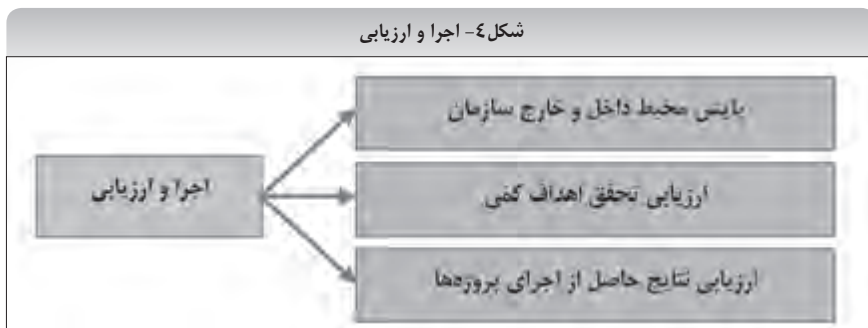 شکل٤- اجرا و ارزیابی
پایش محیط داخل و خارج سازمان
اجرا و ارزیابی
ارزیابی تحقق اهداف کمی
ارزیابی نتایج حاصل از اجرای پروژه‌ها